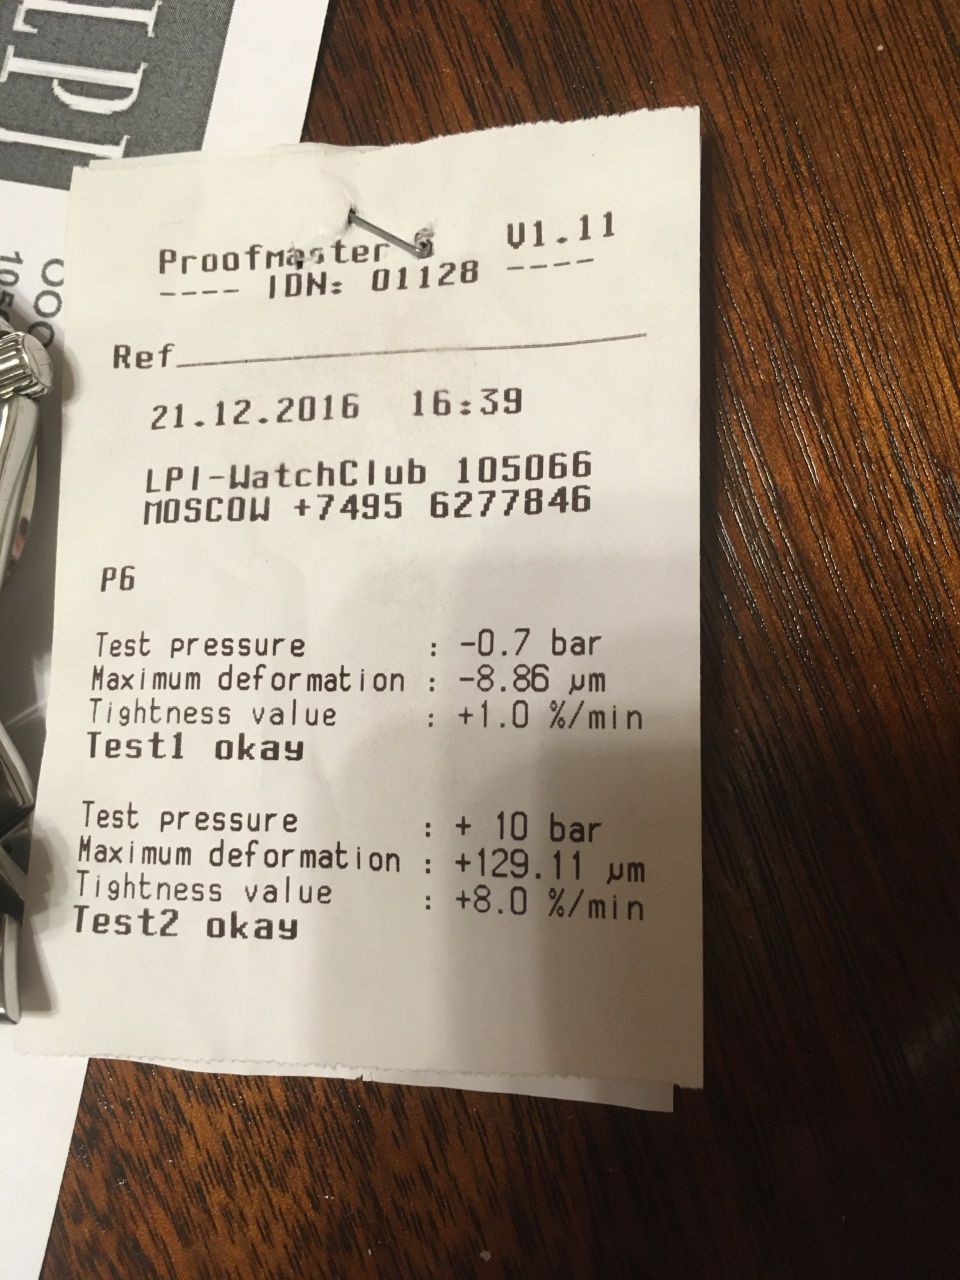 LPI
OOO
Proofmaster S V1.11
---- IDN: 01128 ----
Ref
21.12.2016 16:39
LPI-WatchClub 105066
MOSCOW +7495 6277846
P6
Test pressure : -0.7 bar
Maximum deformation : -8.86 µm
Tightness value : +1.0 %/min
Test1 okay
Test pressure : + 10 bar
Maximum deformation : +129.11 µm
Tightness value : +8.0 %/min
Test2 okay